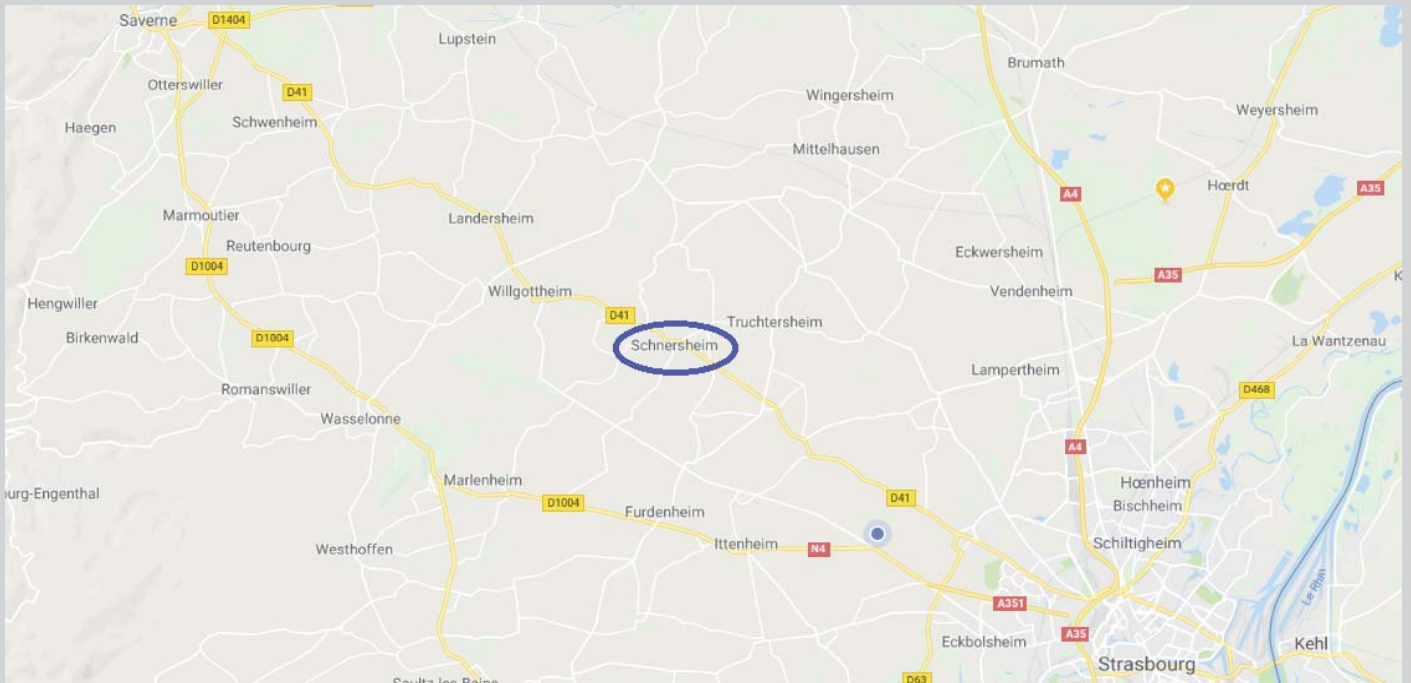 Saverne
D1404
Lupstein
Brumath
Otterswiller
D41
Wingersheim
Weyersheim
Haegen
Schwenheim
Mittelhausen
A4
Hœrdt
A35
Marmoutier
Landersheim
Reutenbourg
Eckwersheim
D1004
A35
Hengwiller
Willgottheim
Vendenheim
D41
Truchtersheim
Birkenwald
D1004
Schnersheim
La Wantzenau
Lampertheim
Romanswiller
D468
Wasselonne
A4
Marlenheim
Hœnheim
urg-Engenthal
D1004
D41
Bischheim
Furdenheim
Westhoffen
Ittenheim
N4
Schiltigheim
Le Rhin
A351
A35
Eckbolsheim
Kehl
Strasbourg
D63